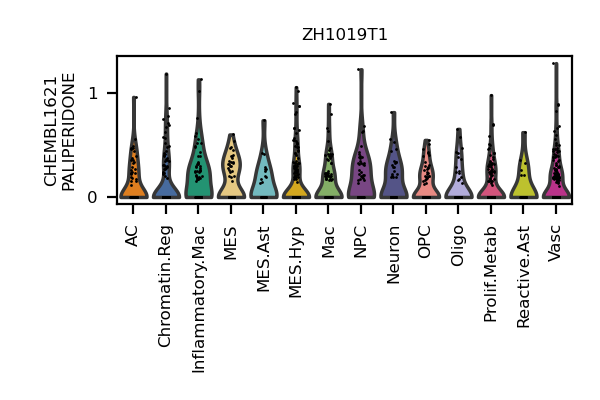 ZH1019T1
CHEMBL1621
PALIPERIDONE
1
0
AC
Chromatin.Reg
Inflammatory.Mac
MES
MES.Ast
MES.Hyp
Mac
NPC
Neuron
OPC
Oligo
Prolif.Metab
Reactive.Ast
Vasc